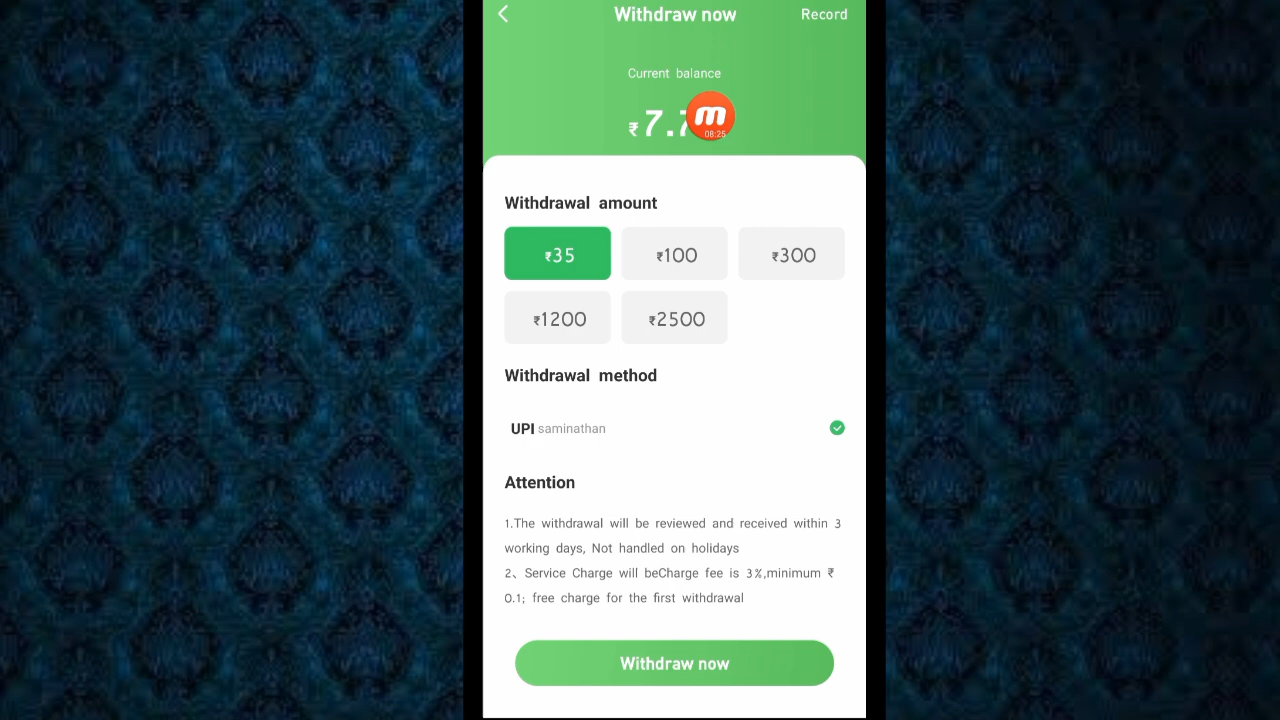 Withdraw now
Record
Current balance
₹7.7
m
08:25
Withdrawal amount
₹35
₹100
₹300
₹1200
₹2500
Withdrawal method
UPI saminathan
Attention
1.The withdrawal will be reviewed and received within 3
working days, Not handled on holidays
2、Service Charge will beCharge fee is 3%,minimum ₹
0.1; free charge for the first withdrawal
Withdraw now